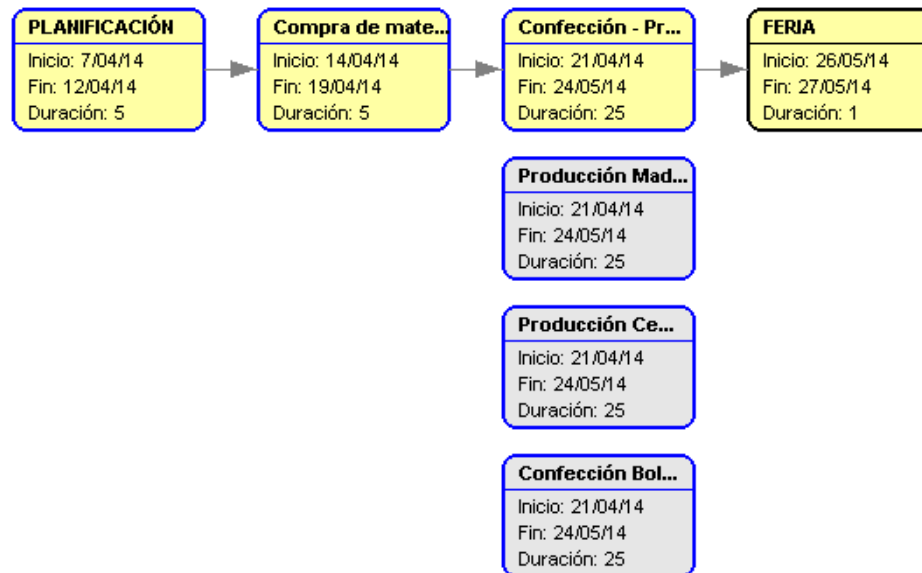 PLANIFICACIÓN
Inicio: 7/04/14
Fin: 12/04/14
Duración: 5
Compra de mate...
Inicio: 14/04/14
Fin: 19/04/14
Duración: 5
Confección - Pr...
Inicio: 21/04/14
Fin: 24/05/14
Duración: 25
FERIA
Inicio: 26/05/14
Fin: 27/05/14
Duración: 1
Producción Mad...
Inicio: 21/04/14
Fin: 24/05/14
Duración: 25
Producción Ce...
Inicio: 21/04/14
Fin: 24/05/14
Duración: 25
Confección Bol...
Inicio: 21/04/14
Fin: 24/05/14
Duración: 25